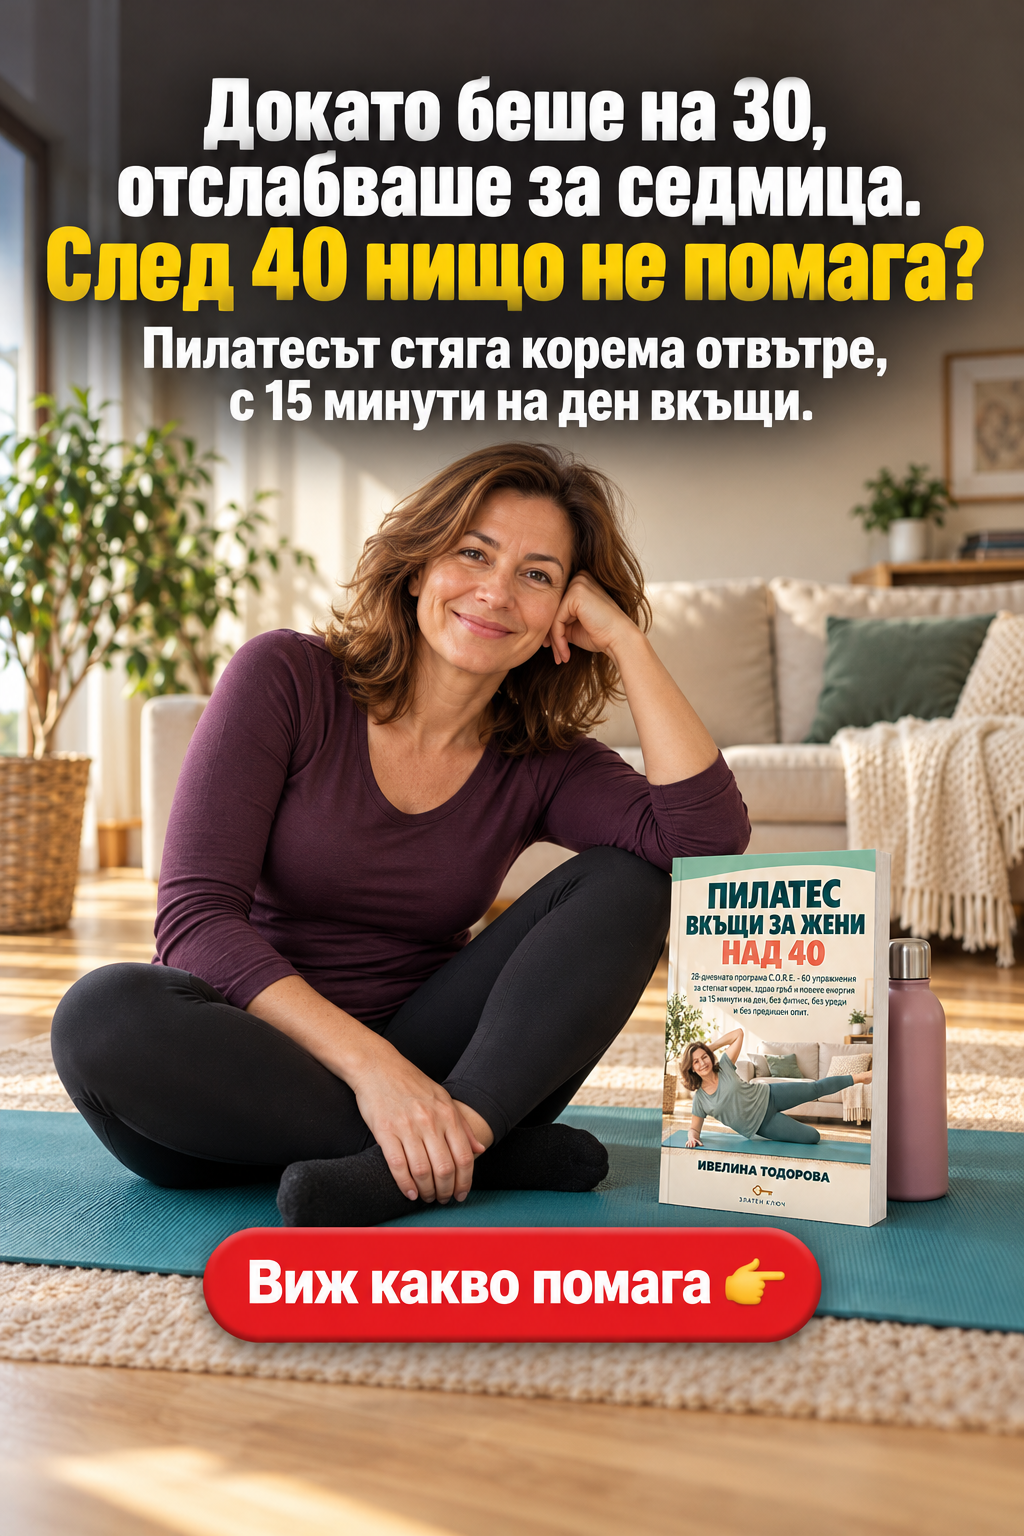 Докато беше на 30,
отслабваше за седмица.
След 40 нищо не помага?
Пилатесът стяга корема отвътре,
с 15 минути на ден вкъщи.
ПИЛАТЕС
ВКЪЩИ ЗА ЖЕНИ
НАД 40
28-дневната програма C.O.R.E. - 60 упражнения
за стегнат корем, здрав гръб и повече енергия
за 15 минути на ден, без фитнес, без уреди
и без предишен опит.
ИВЕЛИНА ТОДОРОВА
ЗЛАТЕН КЛЮЧ
Виж какво помага 👉